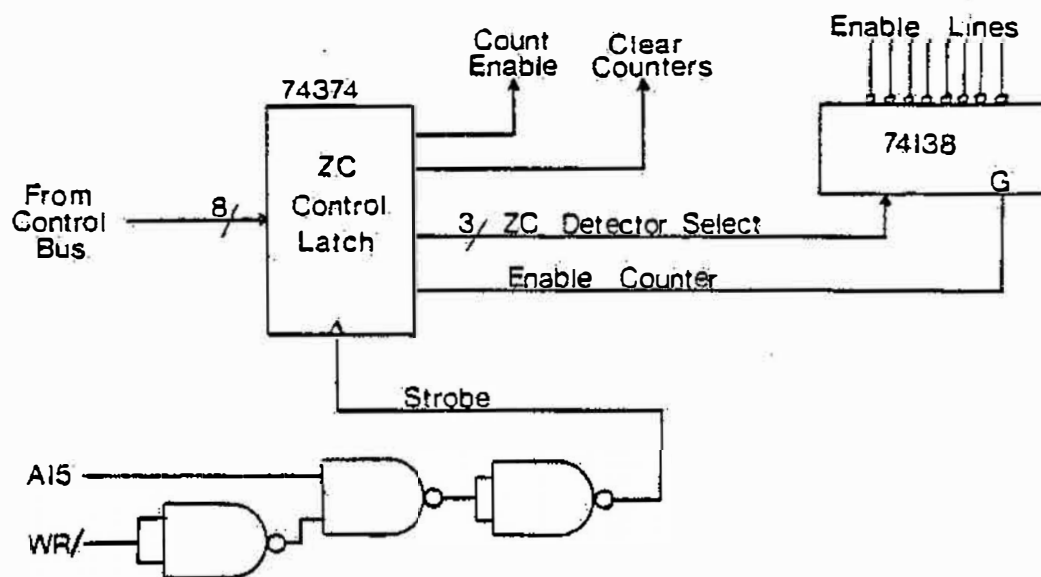 Enable Lines
Count
Enable
Clear
Counters
74374
74138
G
ZC
Control
Latch
From
Control
Bus
8/
3/ ZC Detector Select
Enable Counter
Strobe
A15
WR/